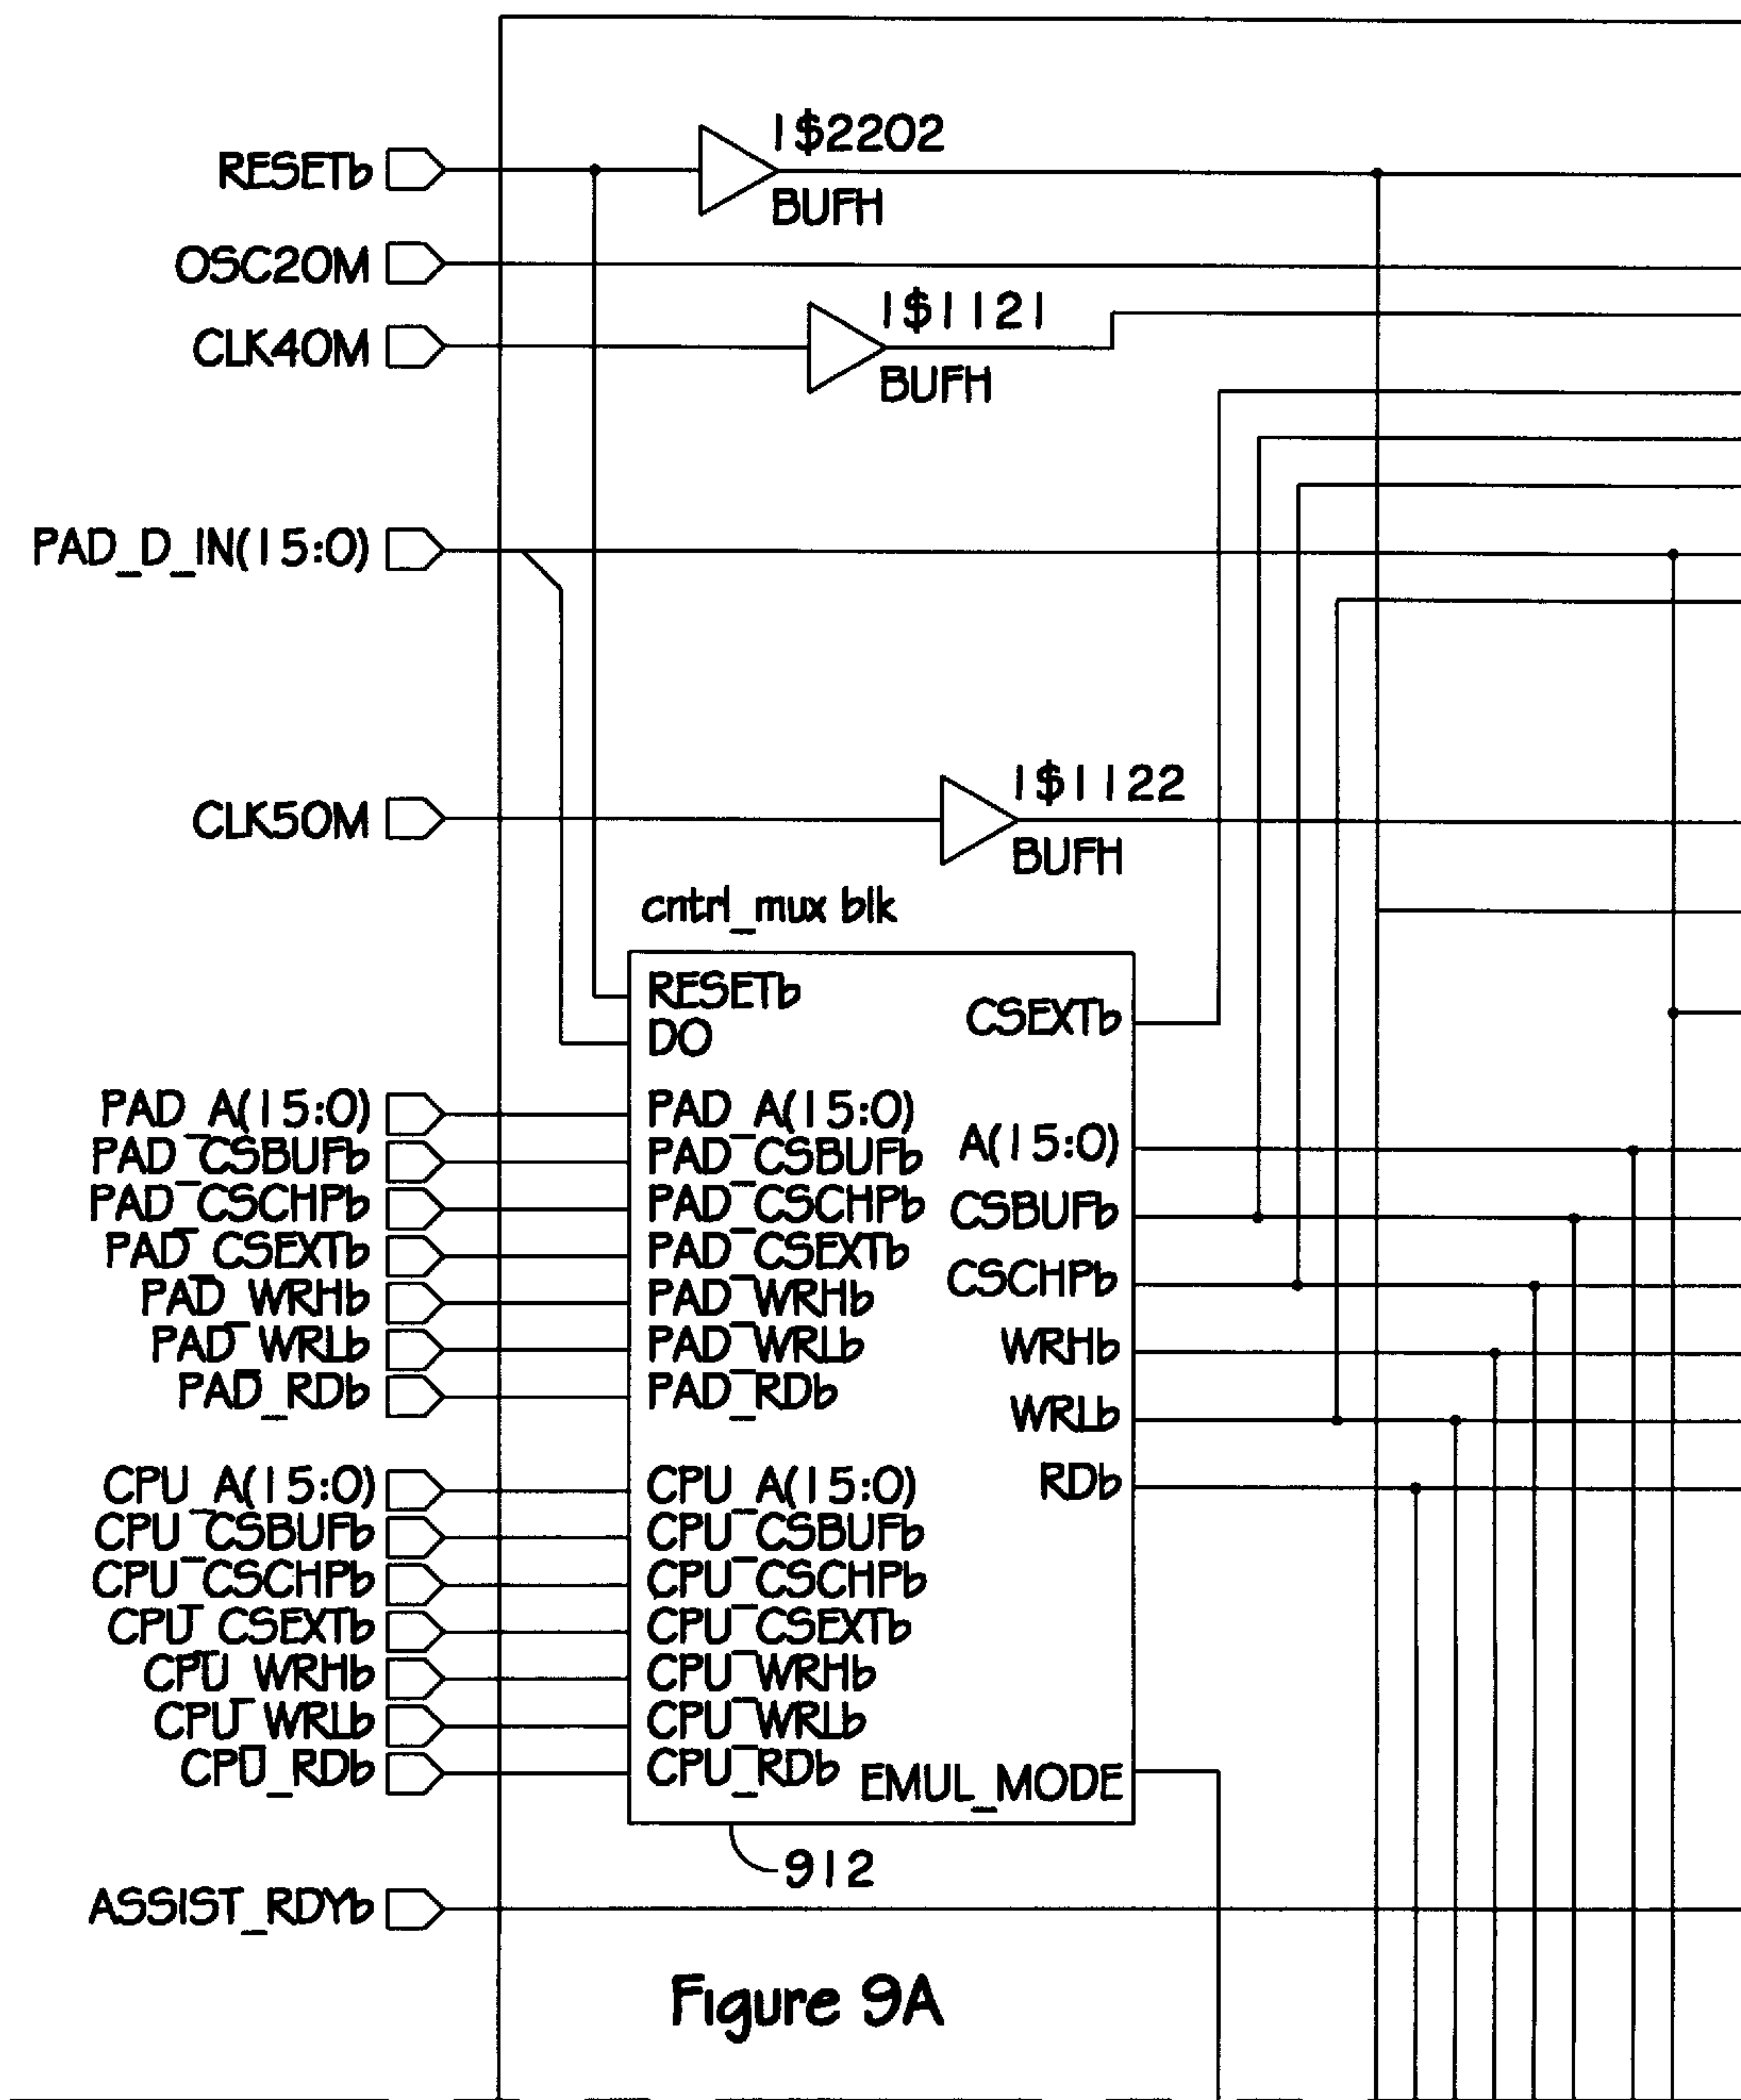 1$2202
RESETb
BUFH
OSC20M
1$1121
CLK40M
BUFH
PAD_D_IN(15:0)
1$1122
CLK50M
BUFH
cntrl_mux blk
RESETb
CSEXTb
DO
PAD_A(15:0) PAD_A(15:0)
A(15:0)
PAD_CSBUFb PAD_CSBUFb
PAD_CSCHPb PAD_CSCHPb CSBUFb
PAD_CSEXTb PAD_CSEXTb
CSCHPb
PAD_WRHb PAD_WRHb
PAD_WRLb PAD_WRLb WRHb
PAD_RDb PAD_RDb
WRLb
CPU_A(15:0) CPU_A(15:0) RDb
CPU_CSBUFb CPU_CSBUFb
CPU_CSCHPb CPU_CSCHPb
CPU_CSEXTb CPU_CSEXTb
CPU_WRHb CPU_WRHb
CPU_WRLb CPU_WRLb
CPU_RDb CPU_RDb EMUL_MODE
912
ASSIST_RDYb
Figure 9A